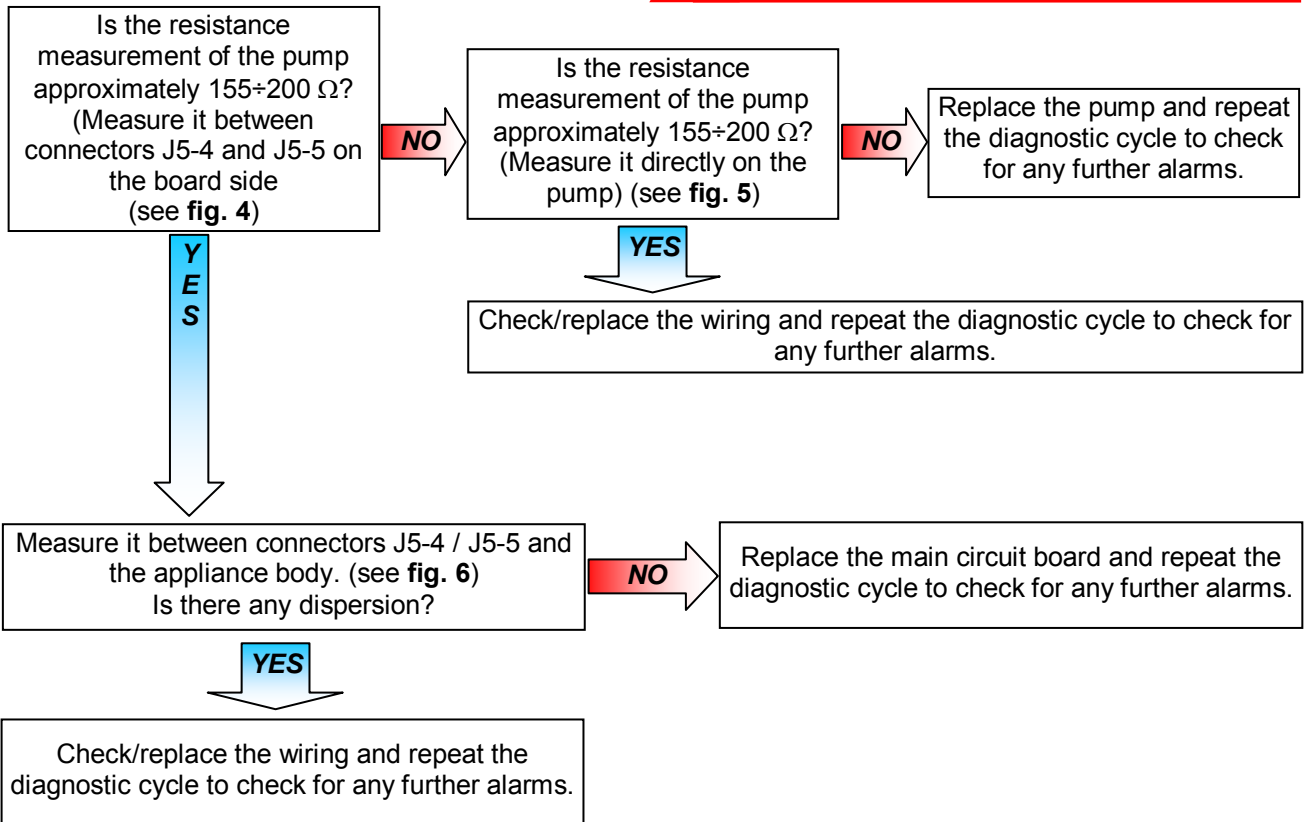 Is the resistance
measurement of the pump
approximately 155÷200 Ω?
(Measure it between
connectors J5-4 and J5-5 on
the board side
(see fig. 4)
NO
Is the resistance
measurement of the pump
approximately 155÷200 Ω?
(Measure it directly on the
pump) (see fig. 5)
NO
Replace the pump and repeat
the diagnostic cycle to check
for any further alarms.
YES
Check/replace the wiring and repeat the diagnostic cycle to check for
any further alarms.
Y
E
S
Measure it between connectors J5-4 / J5-5 and
the appliance body. (see fig. 6)
Is there any dispersion?
NO
Replace the main circuit board and repeat the
diagnostic cycle to check for any further alarms.
YES
Check/replace the wiring and repeat the
diagnostic cycle to check for any further alarms.